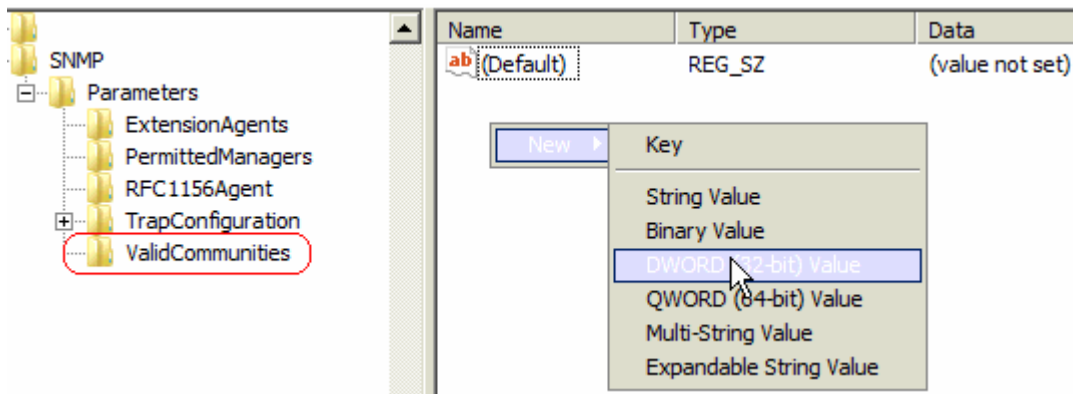 SNMP
Parameters
ExtensionAgents
PermittedManagers
RFC1156Agent
TrapConfiguration
ValidCommunities
Name Type Data
ab (Default) REG_SZ (value not set)
New
Key
String Value
Binary Value
DWORD (32-bit) Value
QWORD (64-bit) Value
Multi-String Value
Expandable String Value